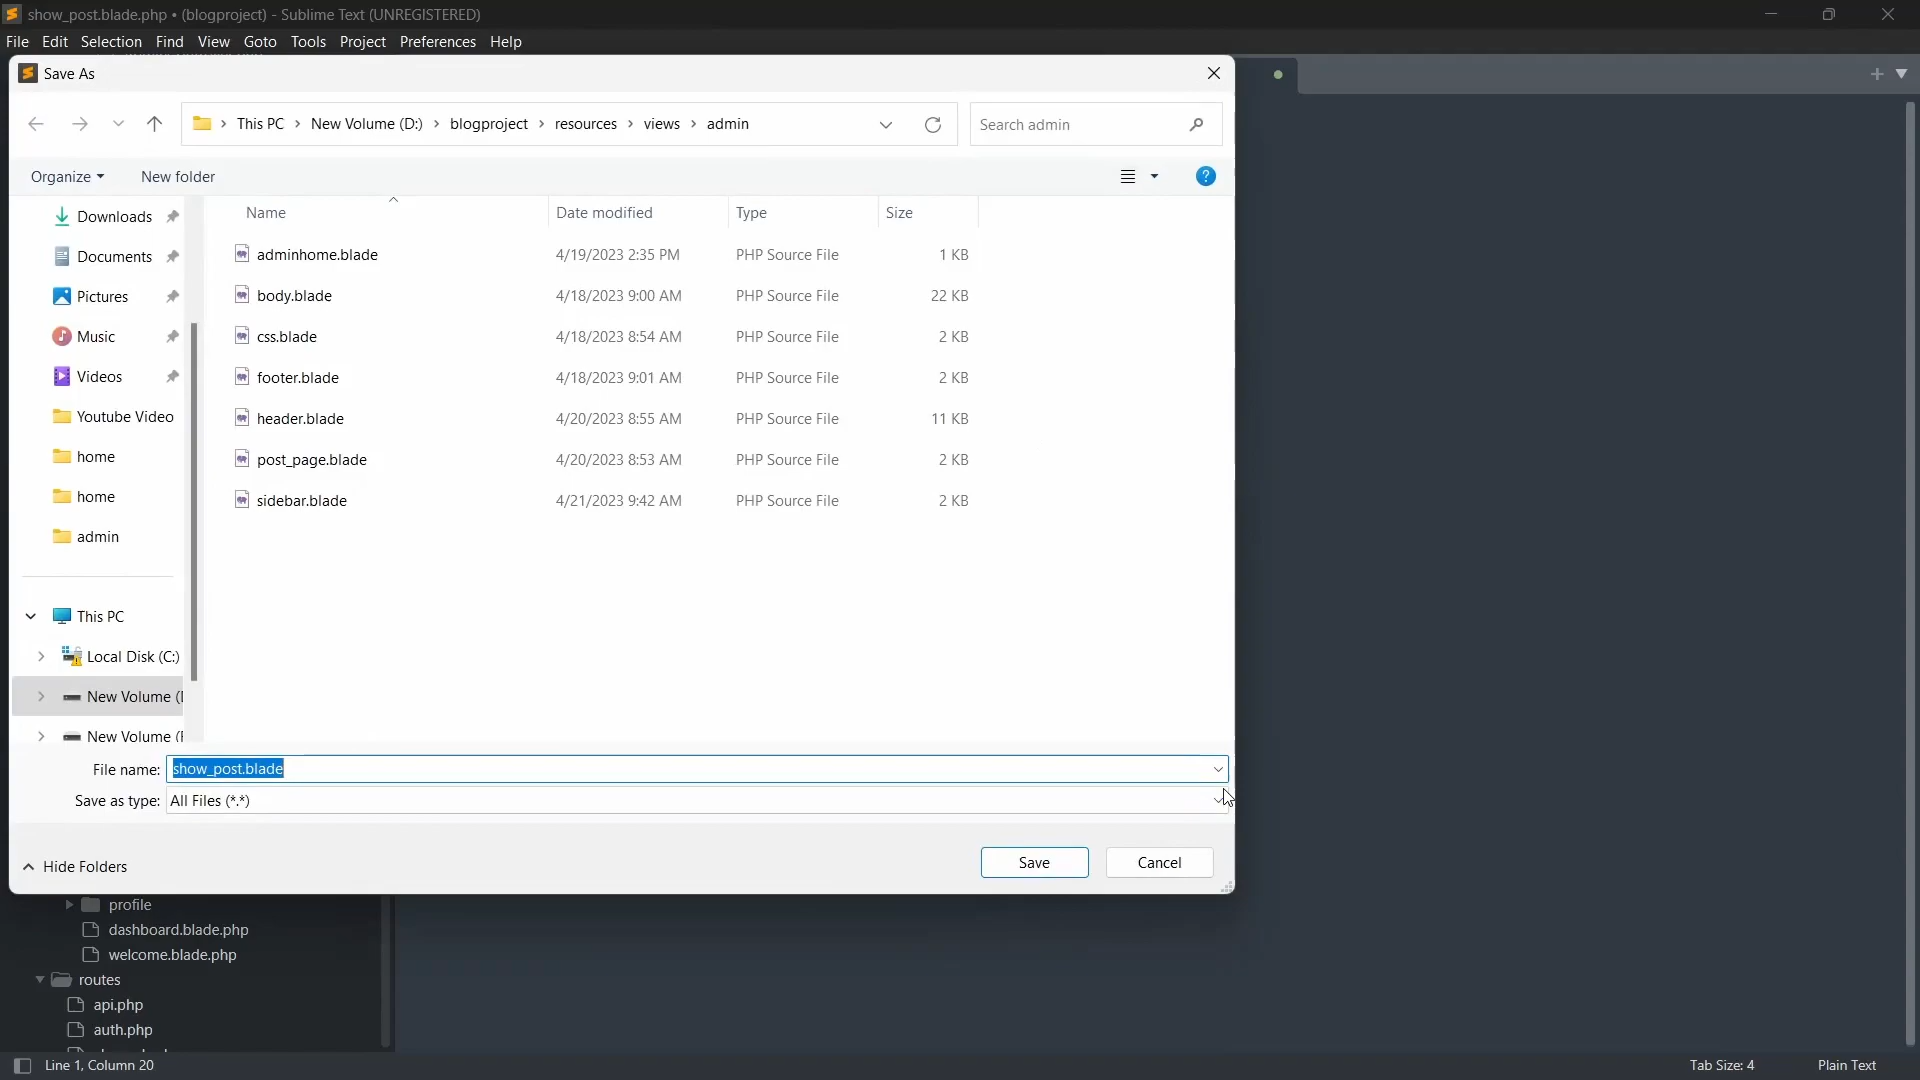 show_post.blade.php • (blogproject) - Sublime Text (UNREGISTERED)
File Edit Selection Find View Goto Tools Project Preferences Help
Save As
This PC > New Volume (D:) > blogproject > resources > views > admin
Search admin
Organize New folder
Name Date modified Type Size
Downloads
Documents
Pictures
Music
Videos
Youtube Video
home
home
admin
This PC
Local Disk (C:)
New Volume (
New Volume (
adminhome.blade 4/19/2023 2:35 PM PHP Source File 1 KB
body.blade 4/18/2023 9:00 AM PHP Source File 22 KB
css.blade 4/18/2023 8:54 AM PHP Source File 2 KB
footer.blade 4/18/2023 9:01 AM PHP Source File 2 KB
header.blade 4/20/2023 8:55 AM PHP Source File 11 KB
post_page.blade 4/20/2023 8:53 AM PHP Source File 2 KB
sidebar.blade 4/21/2023 9:42 AM PHP Source File 2 KB
File name: show_post.blade
Save as type: All Files (*.*)
Hide Folders
Save Cancel
profile
dashboard.blade.php
welcome.blade.php
routes
api.php
auth.php
Line 1, Column 20
Tab Size: 4
Plain Text